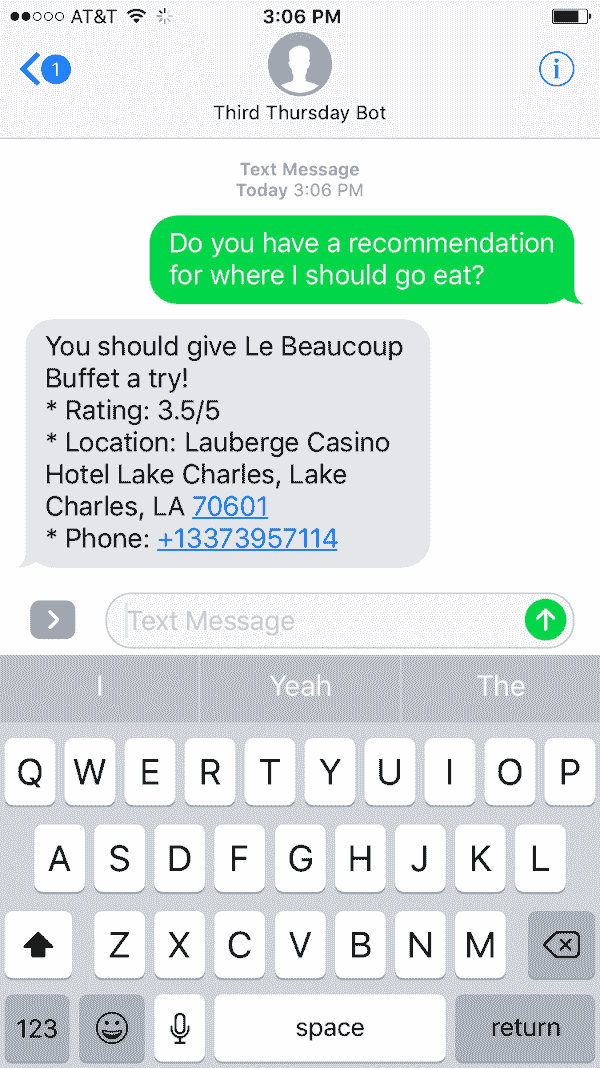 AT&T 3:06 PM
1
Third Thursday Bot
Text Message
Today 3:06 PM
Do you have a recommendation
for where I should go eat?
You should give Le Beaucoup
Buffet a try!
* Rating: 3.5/5
* Location: Lauberge Casino
Hotel Lake Charles, Lake
Charles, LA 70601
* Phone: +13373957114
Text Message
I Yeah The
Q W E R T Y U I O P
A S D F G H J K L
Z X C V B N M
123 space return